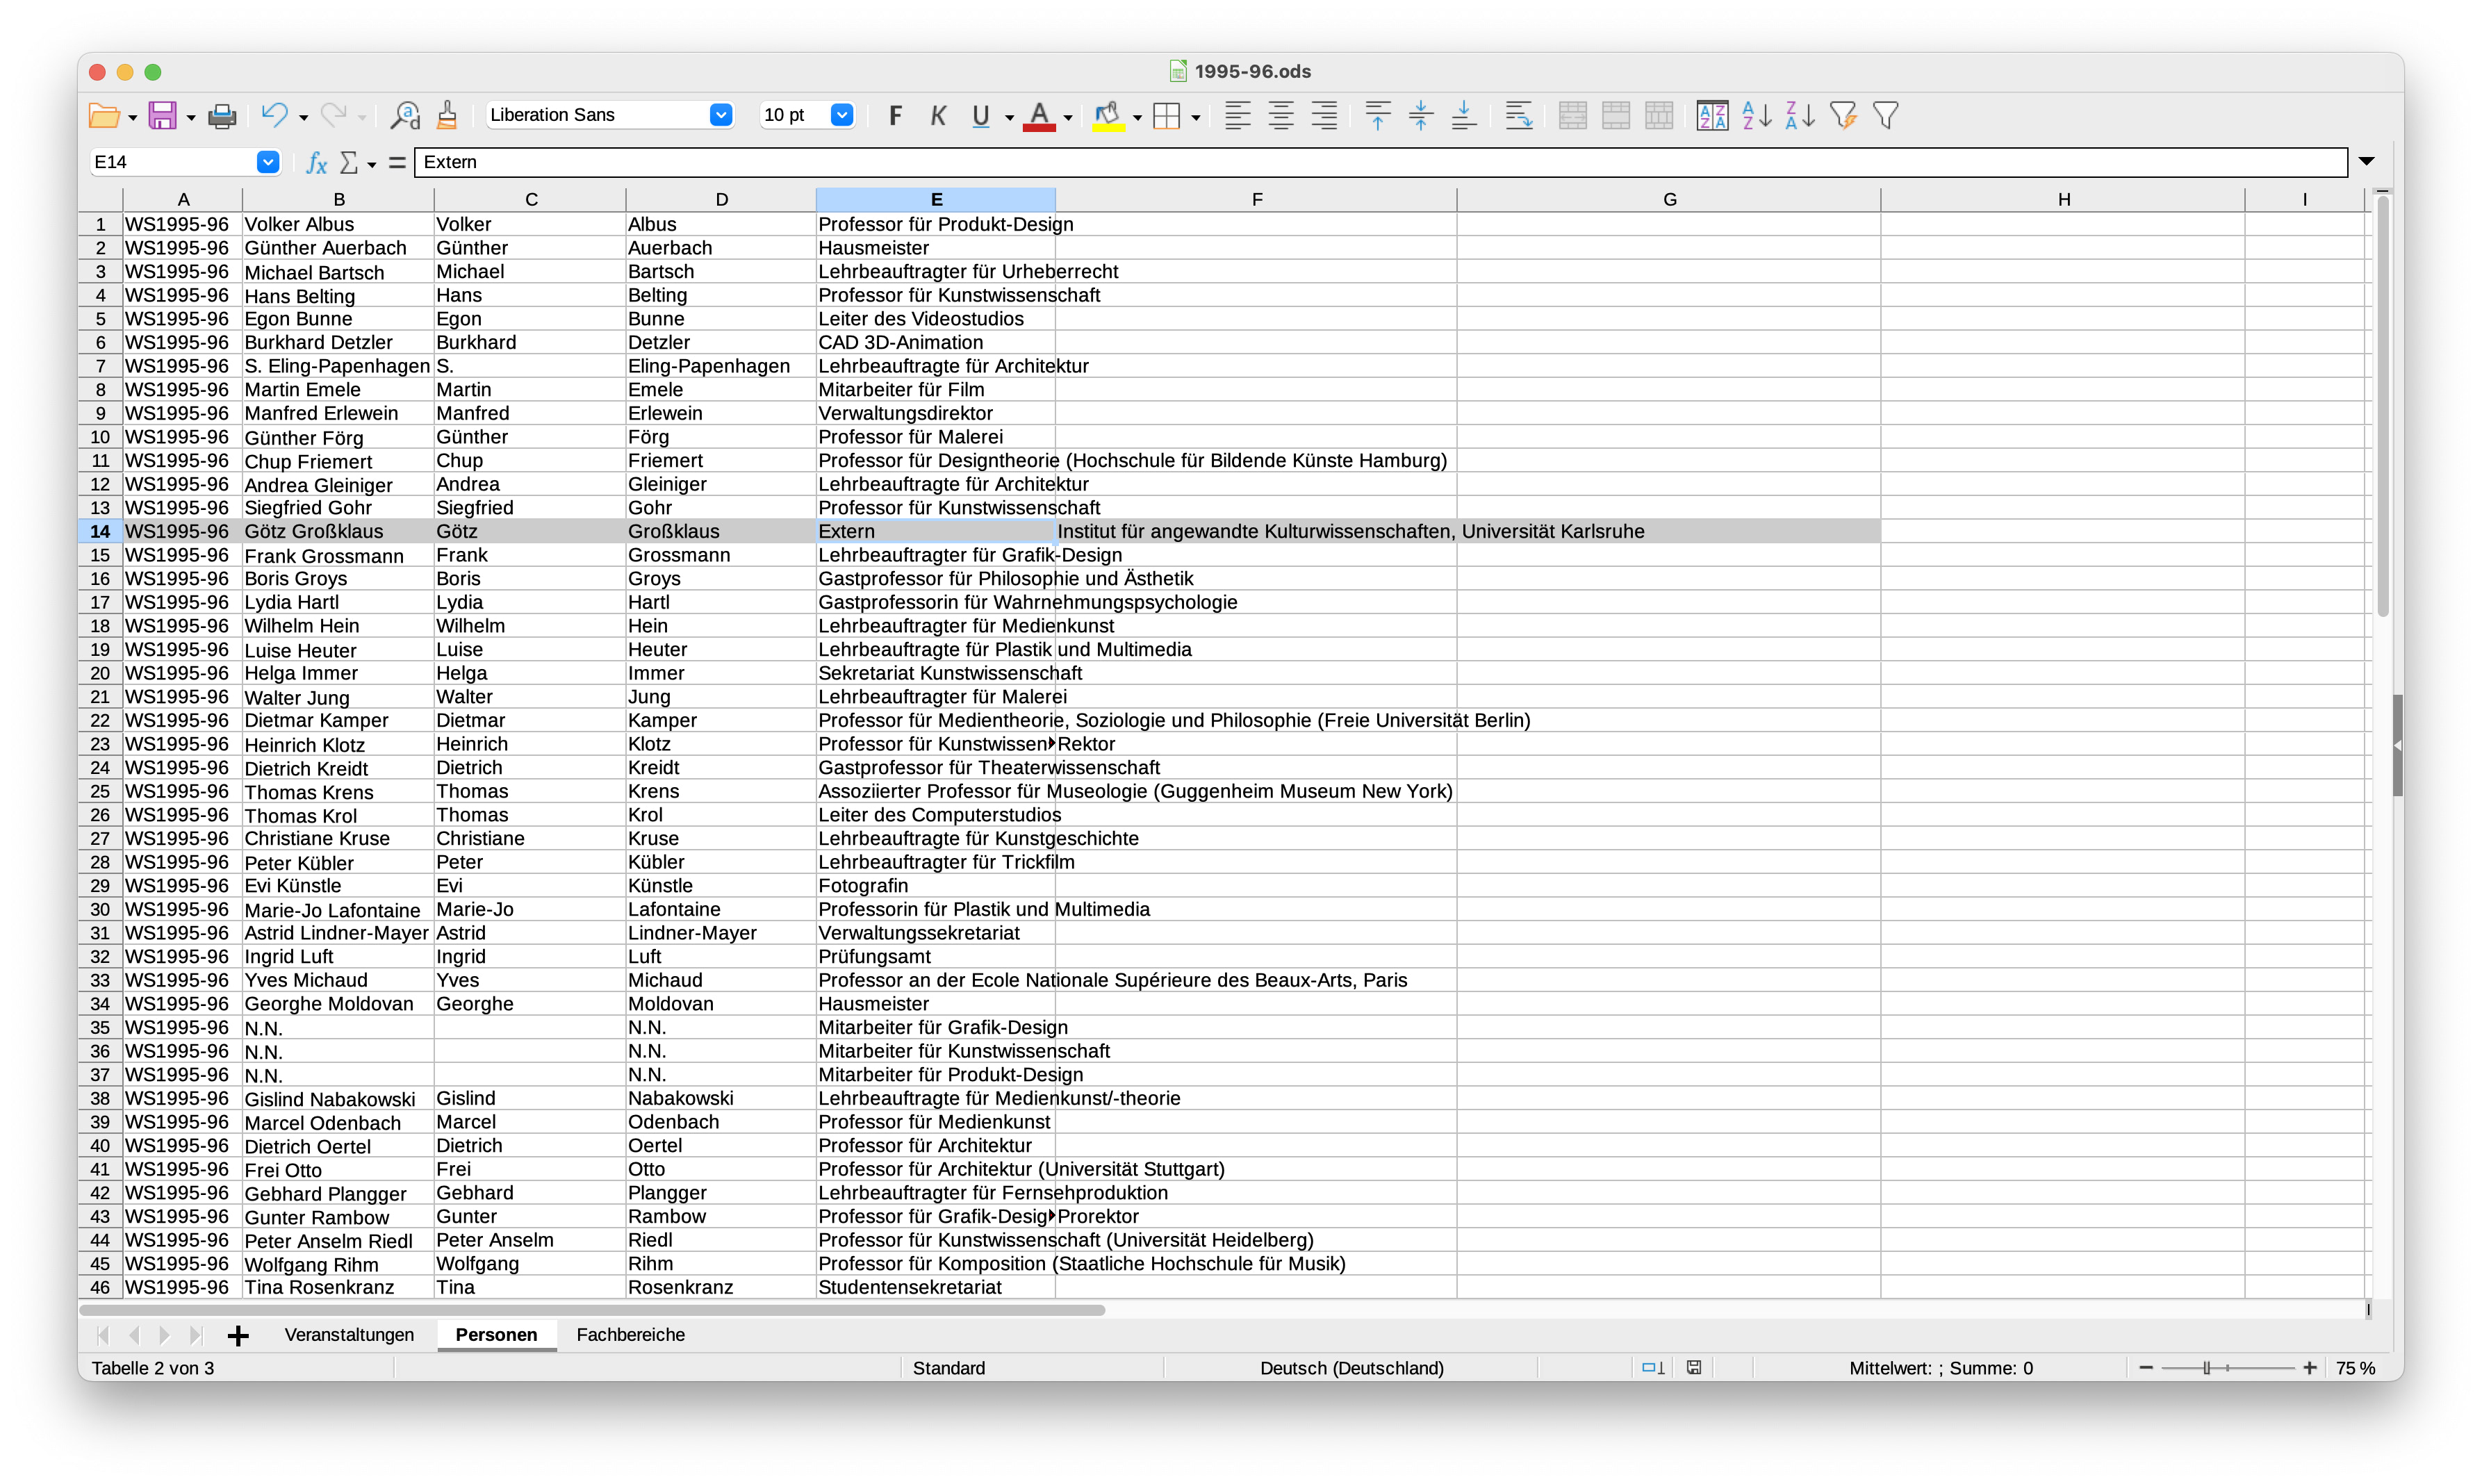 1995-96.ods
Liberation Sans 10 pt F K U A
E14 fx Σ = Extern
A B C D E F G H I
1 WS1995-96 Volker Albus Volker Albus Professor für Produkt-Design
2 WS1995-96 Günther Auerbach Günther Auerbach Hausmeister
3 WS1995-96 Michael Bartsch Michael Bartsch Lehrbeauftragter für Urheberrecht
4 WS1995-96 Hans Belting Hans Belting Professor für Kunstwissenschaft
5 WS1995-96 Egon Bunne Egon Bunne Leiter des Videostudios
6 WS1995-96 Burkhard Detzler Burkhard Detzler CAD 3D-Animation
7 WS1995-96 S. Eling-Papenhagen S. Eling-Papenhagen Lehrbeauftragte für Architektur
8 WS1995-96 Martin Emele Martin Emele Mitarbeiter für Film
9 WS1995-96 Manfred Erlewein Manfred Erlewein Verwaltungsdirektor
10 WS1995-96 Günther Förg Günther Förg Professor für Malerei
11 WS1995-96 Chup Friemert Chup Friemert Professor für Designtheorie (Hochschule für Bildende Künste Hamburg)
12 WS1995-96 Andrea Gleiniger Andrea Gleiniger Lehrbeauftragte für Architektur
13 WS1995-96 Siegfried Gohr Siegfried Gohr Professor für Kunstwissenschaft
14 WS1995-96 Götz Großklaus Götz Großklaus Extern Institut für angewandte Kulturwissenschaften, Universität Karlsruhe
15 WS1995-96 Frank Grossmann Frank Grossmann Lehrbeauftragter für Grafik-Design
16 WS1995-96 Boris Groys Boris Groys Gastprofessor für Philosophie und Ästhetik
17 WS1995-96 Lydia Hartl Lydia Hartl Gastprofessorin für Wahrnehmungspsychologie
18 WS1995-96 Wilhelm Hein Wilhelm Hein Lehrbeauftragter für Medienkunst
19 WS1995-96 Luise Heuter Luise Heuter Lehrbeauftragte für Plastik und Multimedia
20 WS1995-96 Helga Immer Helga Immer Sekretariat Kunstwissenschaft
21 WS1995-96 Walter Jung Walter Jung Lehrbeauftragter für Malerei
22 WS1995-96 Dietmar Kamper Dietmar Kamper Professor für Medientheorie, Soziologie und Philosophie (Freie Universität Berlin)
23 WS1995-96 Heinrich Klotz Heinrich Klotz Professor für Kunstwissen Rektor
24 WS1995-96 Dietrich Kreidt Dietrich Kreidt Gastprofessor für Theaterwissenschaft
25 WS1995-96 Thomas Krens Thomas Krens Assoziierter Professor für Museologie (Guggenheim Museum New York)
26 WS1995-96 Thomas Krol Thomas Krol Leiter des Computerstudios
27 WS1995-96 Christiane Kruse Christiane Kruse Lehrbeauftragte für Kunstgeschichte
28 WS1995-96 Peter Kübler Peter Kübler Lehrbeauftragter für Trickfilm
29 WS1995-96 Evi Künstle Evi Künstle Fotografin
30 WS1995-96 Marie-Jo Lafontaine Marie-Jo Lafontaine Professorin für Plastik und Multimedia
31 WS1995-96 Astrid Lindner-Mayer Astrid Lindner-Mayer Verwaltungssekretariat
32 WS1995-96 Ingrid Luft Ingrid Luft Prüfungsamt
33 WS1995-96 Yves Michaud Yves Michaud Professor an der Ecole Nationale Supérieure des Beaux-Arts, Paris
34 WS1995-96 Georghe Moldovan Georghe Moldovan Hausmeister
35 WS1995-96 N.N. N.N. Mitarbeiter für Grafik-Design
36 WS1995-96 N.N. N.N. Mitarbeiter für Kunstwissenschaft
37 WS1995-96 N.N. N.N. Mitarbeiter für Produkt-Design
38 WS1995-96 Gislind Nabakowski Gislind Nabakowski Lehrbeauftragte für Medienkunst/-theorie
39 WS1995-96 Marcel Odenbach Marcel Odenbach Professor für Medienkunst
40 WS1995-96 Dietrich Oertel Dietrich Oertel Professor für Architektur
41 WS1995-96 Frei Otto Frei Otto Professor für Architektur (Universität Stuttgart)
42 WS1995-96 Gebhard Plangger Gebhard Plangger Lehrbeauftragter für Fernsehproduktion
43 WS1995-96 Gunter Rambow Gunter Rambow Professor für Grafik-Desig Prorektor
44 WS1995-96 Peter Anselm Riedl Peter Anselm Riedl Professor für Kunstwissenschaft (Universität Heidelberg)
45 WS1995-96 Wolfgang Rihm Wolfgang Rihm Professor für Komposition (Staatliche Hochschule für Musik)
46 WS1995-96 Tina Rosenkranz Tina Rosenkranz Studentensekretariat
Veranstaltungen Personen Fachbereiche
Tabelle 2 von 3 Standard Deutsch (Deutschland) Mittelwert: ; Summe: 0 75 %